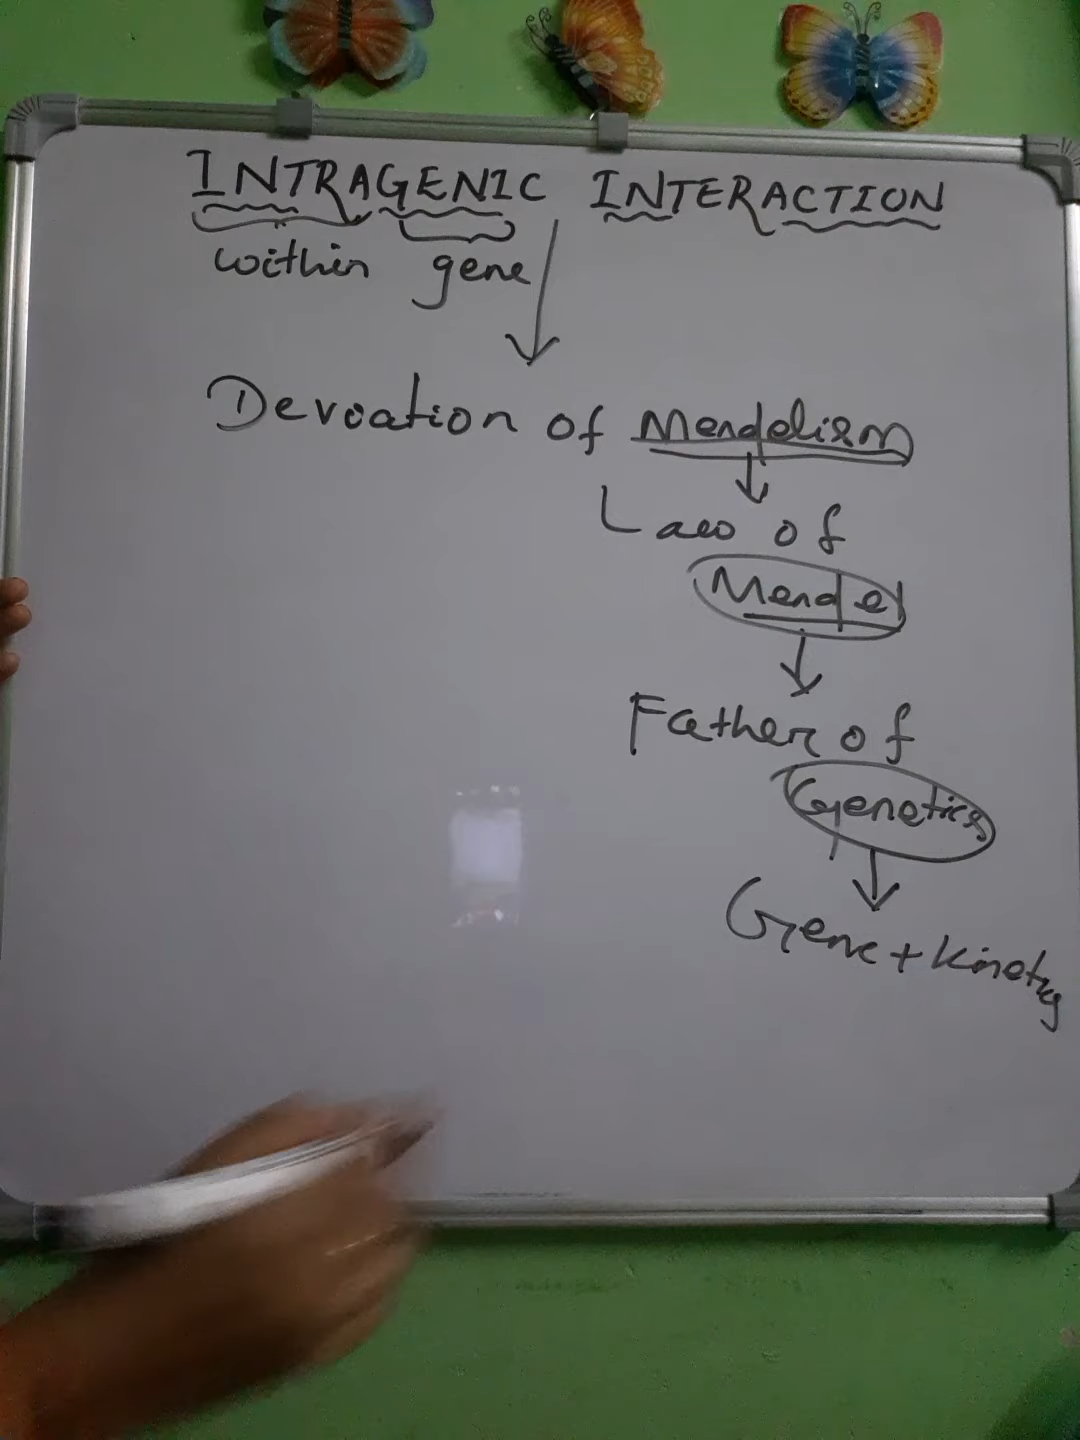 INTRAGENIC INTERACTION
within gene
Devoation of Mendelism
Law of
Mendel
Father of
Genetics
Gene + Kinetics